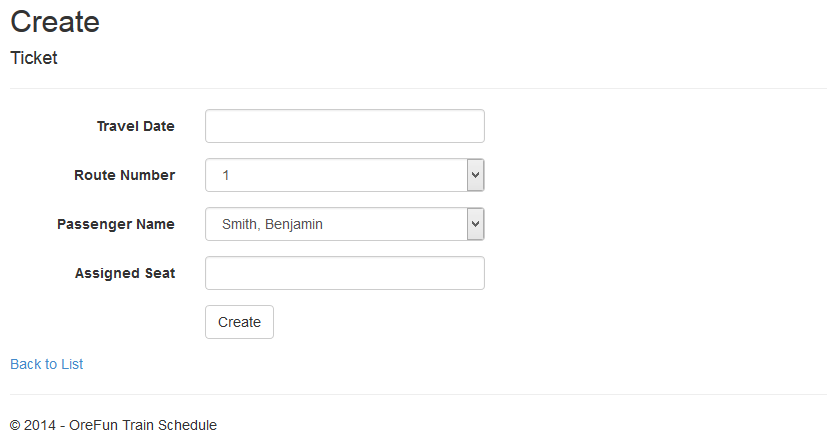 Create
Ticket
Travel Date
Route Number 1
Passenger Name Smith, Benjamin
Assigned Seat
Create
Back to List
© 2014 - OreFun Train Schedule